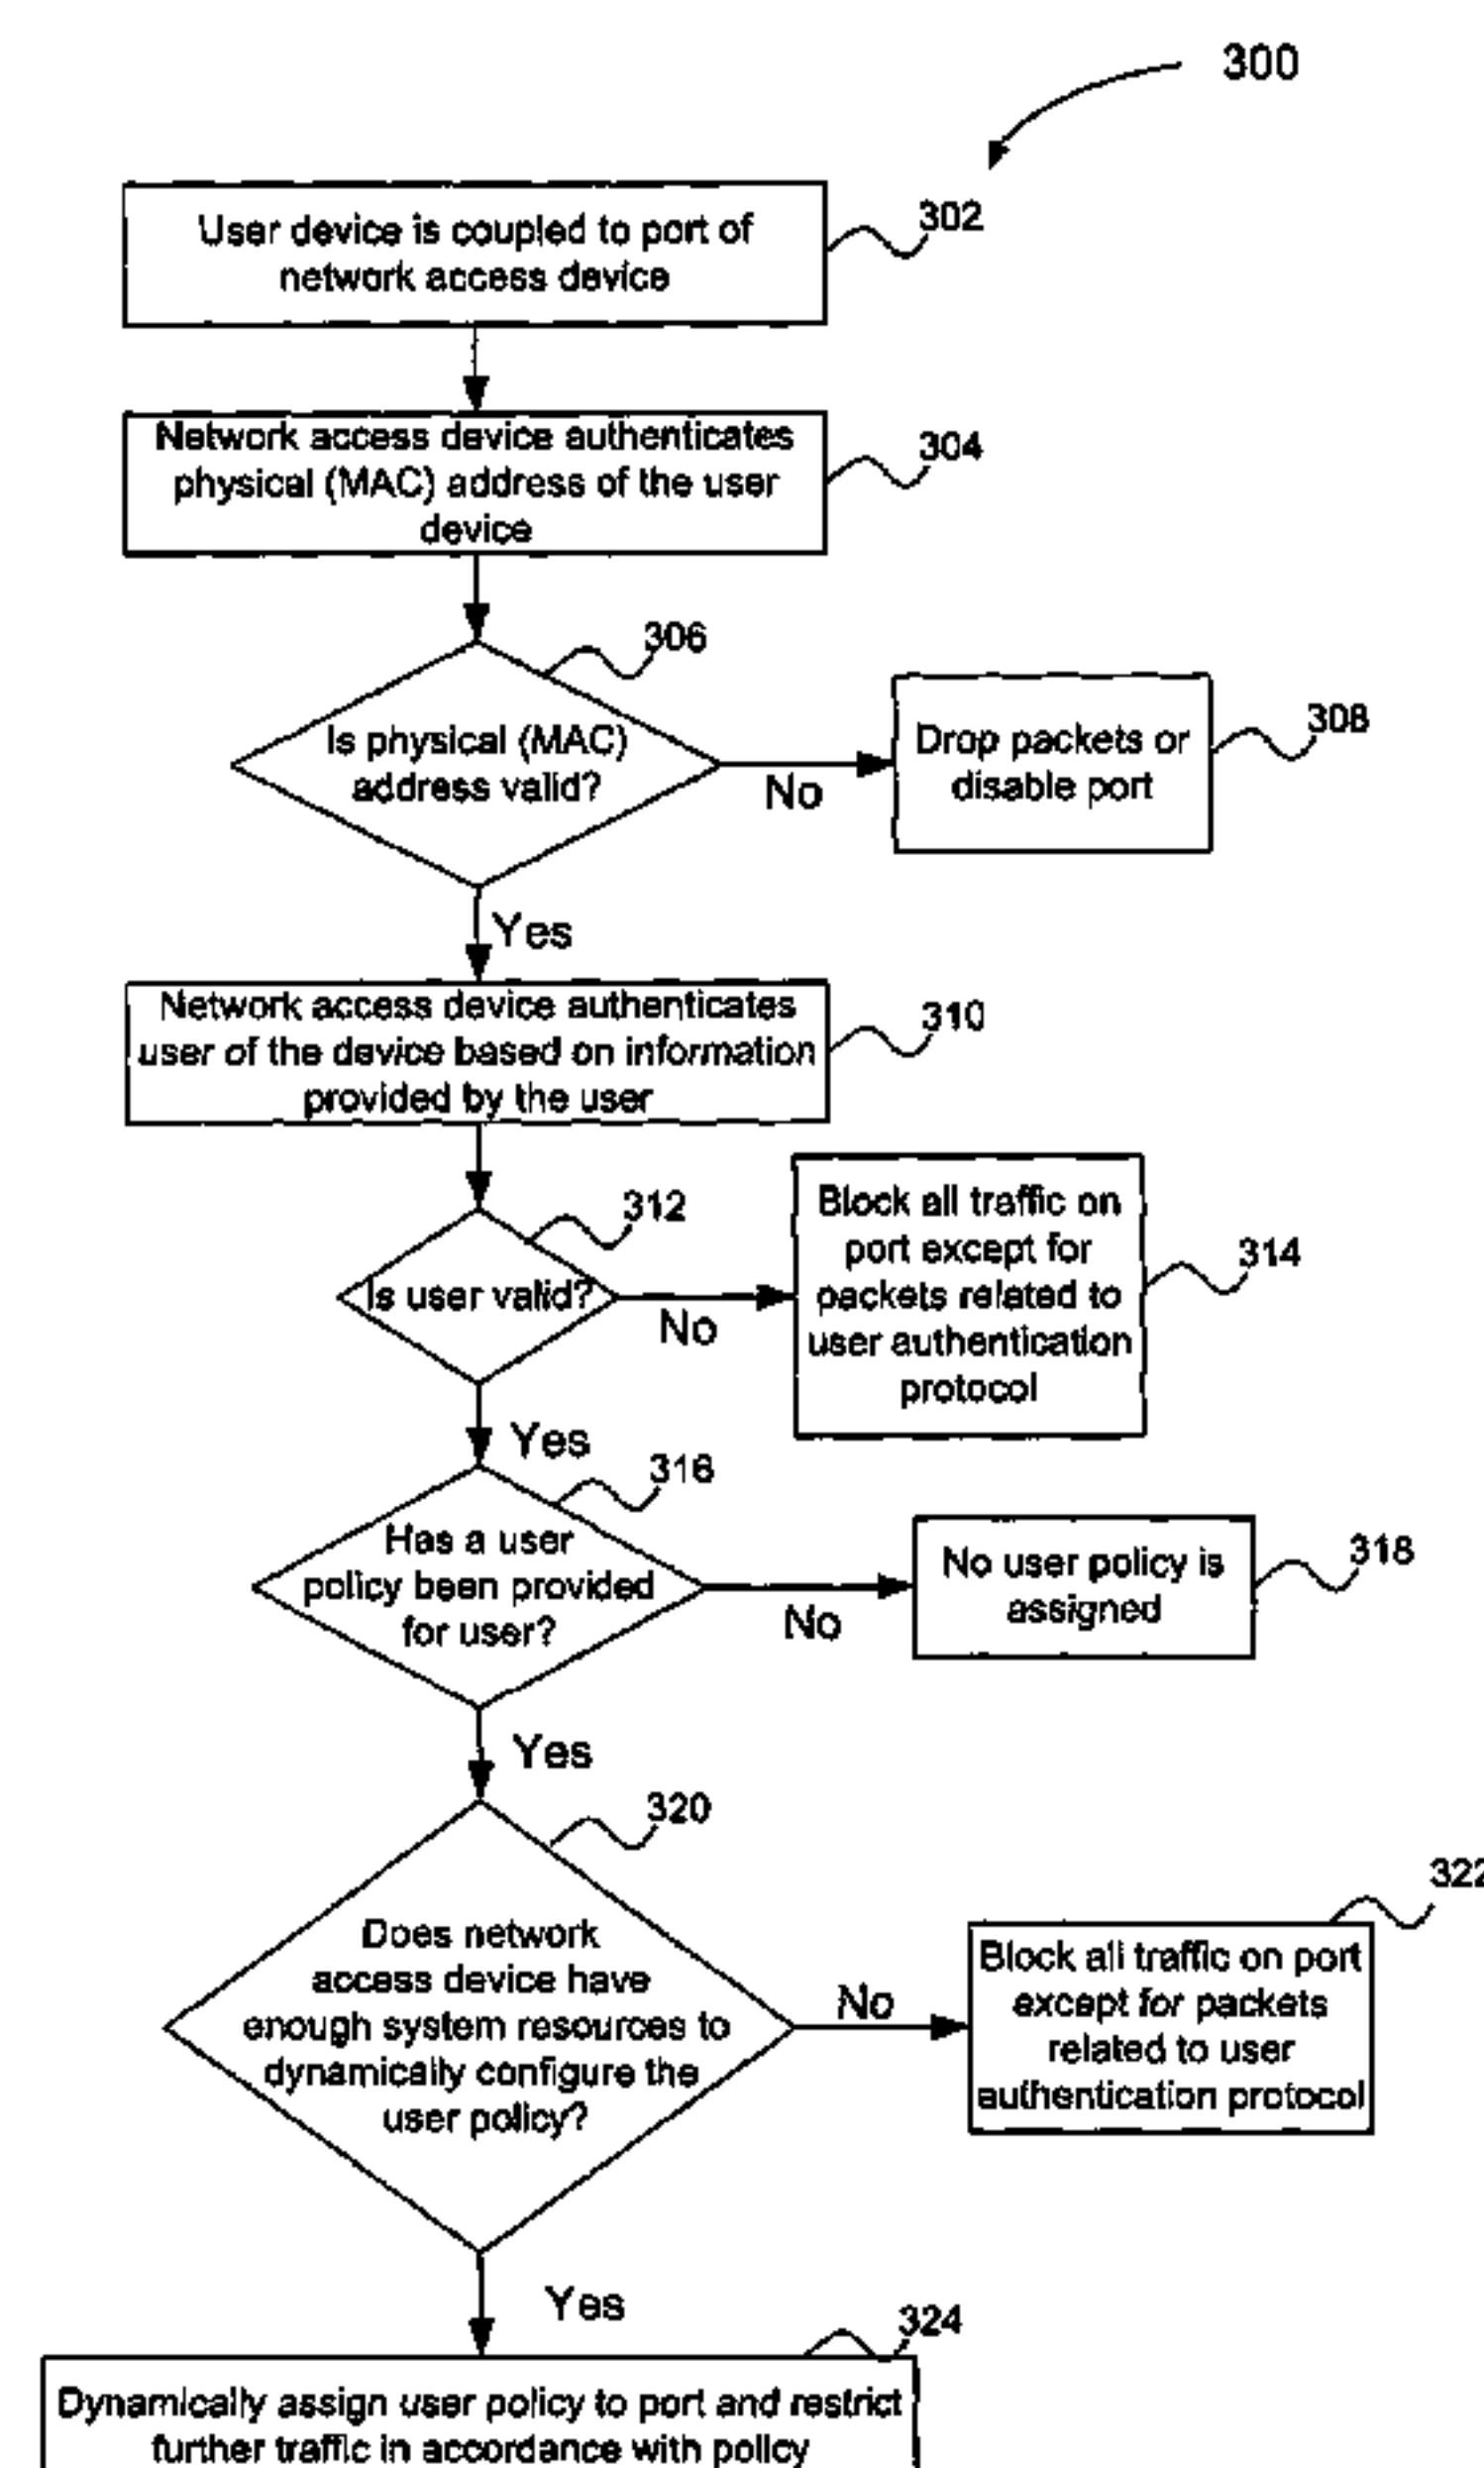 300
User device is coupled to port of
network access device
302
Network access device authenticates
physical (MAC) address of the user
device
304
306
Is physical (MAC)
address valid?
No
Drop packets or
disable port
308
Yes
Network access device authenticates
user of the device based on information
provided by the user
310
312
Is user valid?
No
Block all traffic on
port except for
packets related to
user authentication
protocol
314
Yes
316
Has a user
policy been provided
for user?
No
No user policy is
assigned
318
Yes
320
Does network
access device have
enough system resources to
dynamically configure the
user policy?
No
322
Block all traffic on port
except for packets
related to user
authentication protocol
Yes
324
Dynamically assign user policy to port and restrict
further traffic in accordance with policy